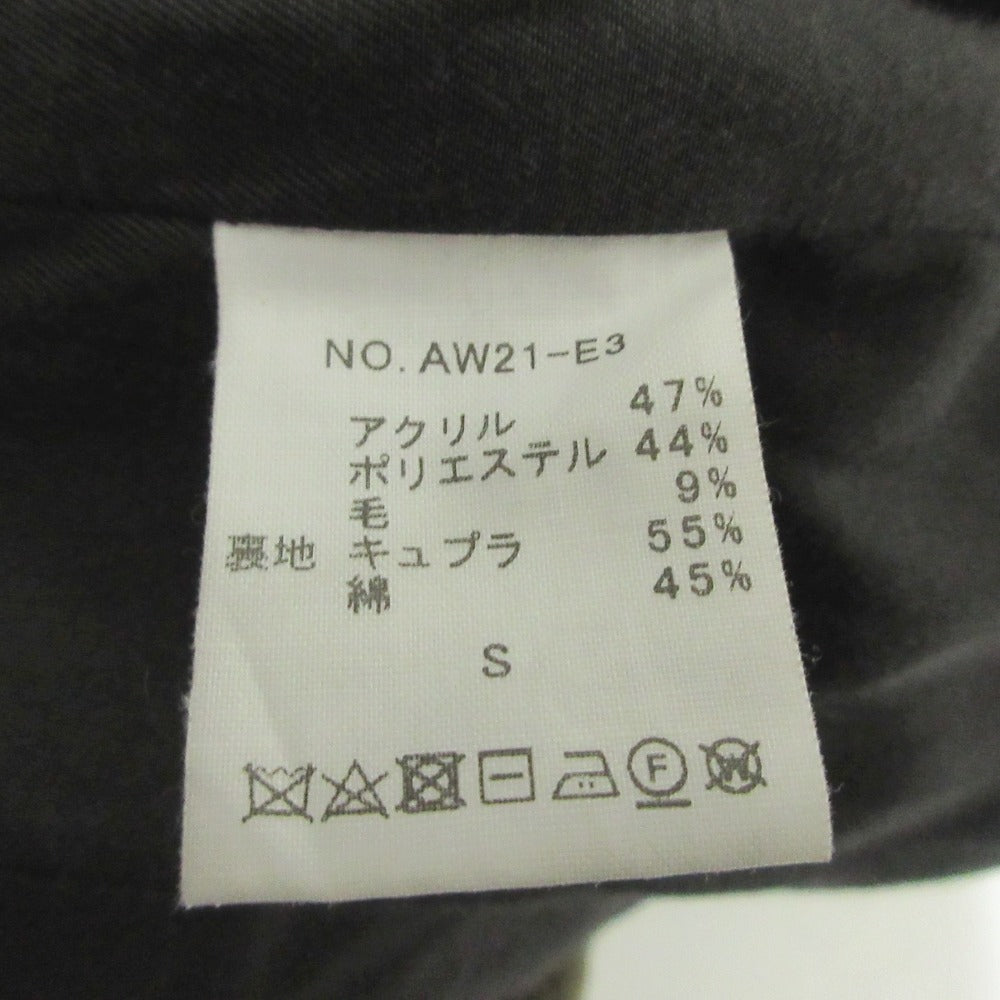 NO. AW21-E3
アクリル 47%
ポリエステル 44%
毛 9%
裏地 キュプラ 55%
綿 45%
S
F W